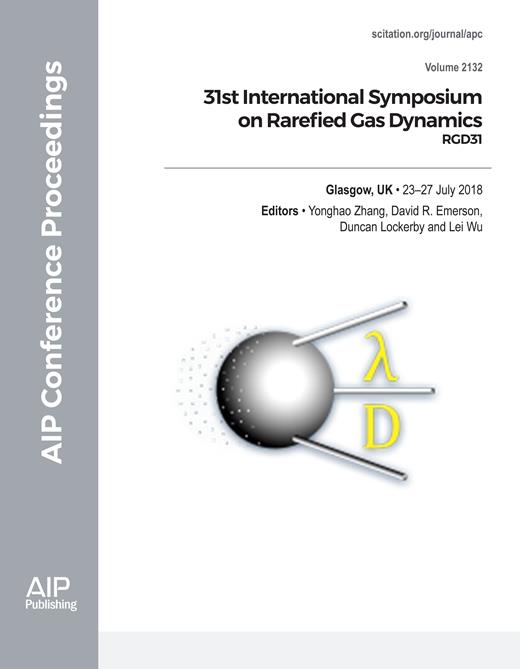 scitation.org/journal/apc
Volume 2132
31st International Symposium
on Rarefied Gas Dynamics
RGD31
Glasgow, UK • 23–27 July 2018
Editors • Yonghao Zhang, David R. Emerson,
Duncan Lockerby and Lei Wu
λ
D
AIP Conference Proceedings
AIP
Publishing